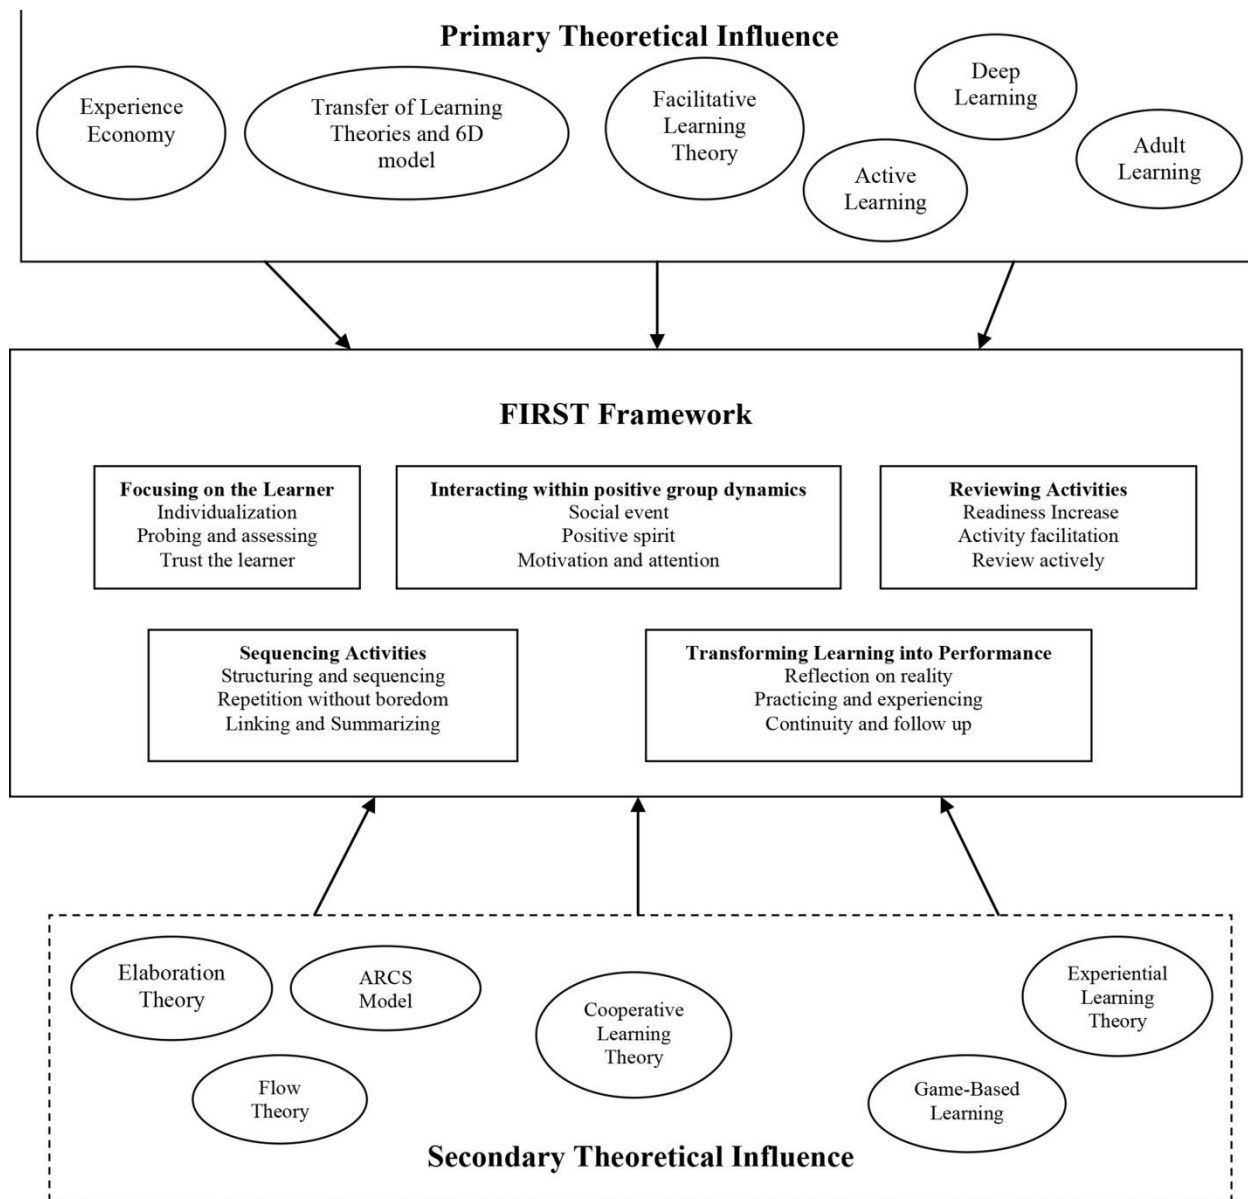 Primary Theoretical Influence
Experience
Economy
Transfer of Learning
Theories and 6D
model
Facilitative
Learning
Theory
Active
Learning
Deep
Learning
Adult
Learning
FIRST Framework
Focusing on the Learner
Individualization
Probing and assessing
Trust the learner
Interacting within positive group dynamics
Social event
Positive spirit
Motivation and attention
Reviewing Activities
Readiness Increase
Activity facilitation
Review actively
Sequencing Activities
Structuring and sequencing
Repetition without boredom
Linking and Summarizing
Transforming Learning into Performance
Reflection on reality
Practicing and experiencing
Continuity and follow up
Elaboration
Theory
ARCS
Model
Flow
Theory
Cooperative
Learning
Theory
Experiential
Learning
Theory
Game-Based
Learning
Secondary Theoretical Influence